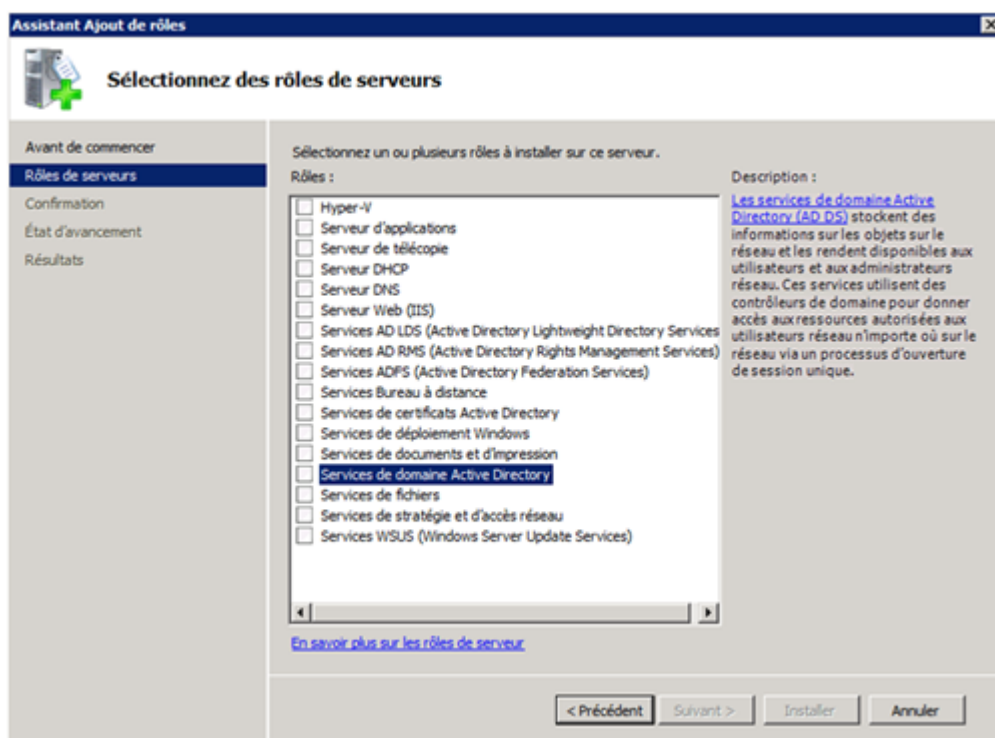 Assistant Ajout de rôles
Sélectionnez des rôles de serveurs
Avant de commencer
Rôles de serveurs
Confirmation
État d'avancement
Résultats
Sélectionnez un ou plusieurs rôles à installer sur ce serveur.
Rôles :
Hyper-V
Serveur d'applications
Serveur de télécopie
Serveur DHCP
Serveur DNS
Serveur Web (IIS)
Services AD LDS (Active Directory Lightweight Directory Services
Services AD RMS (Active Directory Rights Management Services)
Services ADFS (Active Directory Federation Services)
Services Bureau à distance
Services de certificats Active Directory
Services de déploiement Windows
Services de documents et d'impression
Services de domaine Active Directory
Services de fichiers
Services de stratégie et d'accès réseau
Services WSUS (Windows Server Update Services)
En savoir plus sur les rôles de serveur
Description :
Les services de domaine Active
Directory (AD DS) stockent des
informations sur les objets sur le
réseau et les rendent disponibles aux
utilisateurs et aux administrateurs
réseau. Ces services utilisent des
contrôleurs de domaine pour donner
accès aux ressources autorisées aux
utilisateurs réseau n'importe où sur le
réseau via un processus d'ouverture
de session unique.
< Précédent
Suivant >
Installer
Annuler